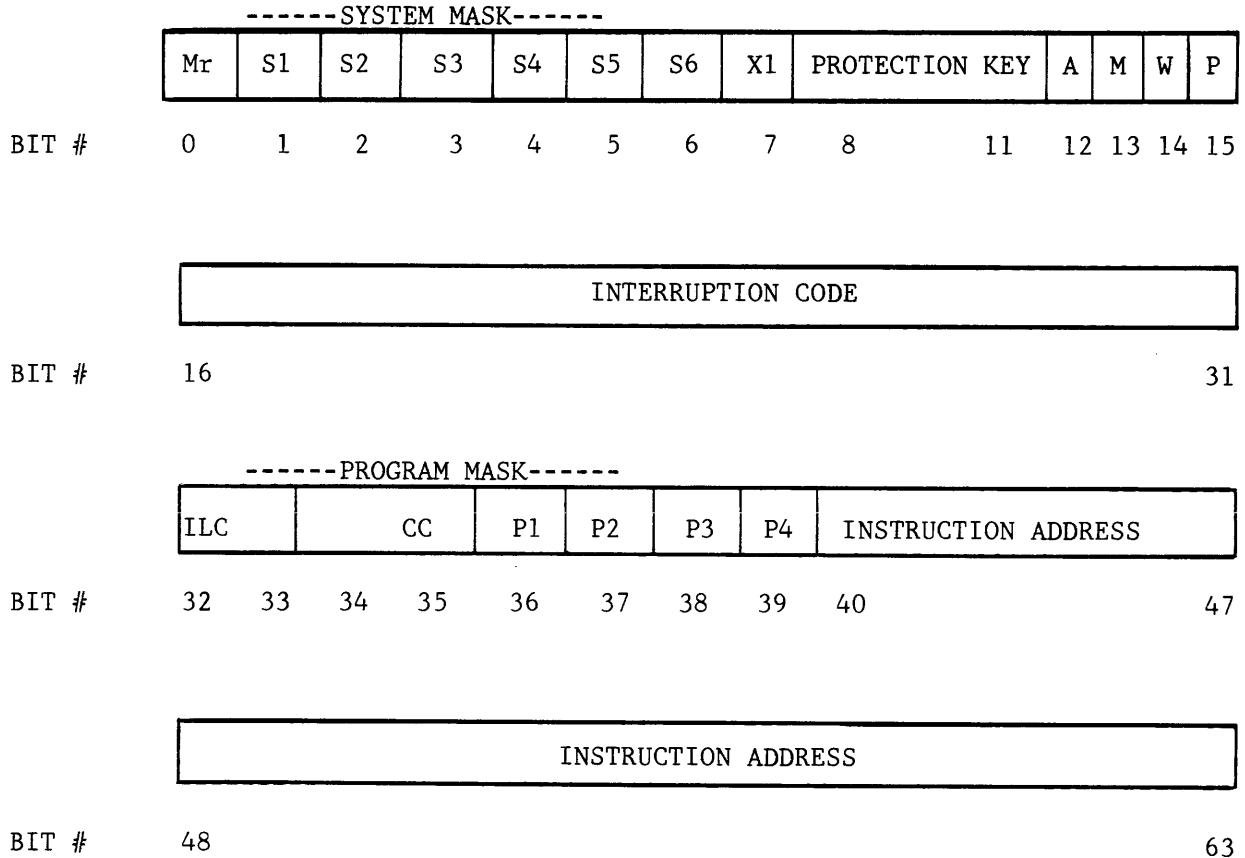 ------SYSTEM MASK------
Mr S1 S2 S3 S4 S5 S6 X1 PROTECTION KEY A M W P
BIT # 0 1 2 3 4 5 6 7 8 11 12 13 14 15
INTERRUPTION CODE
BIT # 16 31
------PROGRAM MASK------
ILC CC P1 P2 P3 P4 INSTRUCTION ADDRESS
BIT # 32 33 34 35 36 37 38 39 40 47
INSTRUCTION ADDRESS
BIT # 48 63